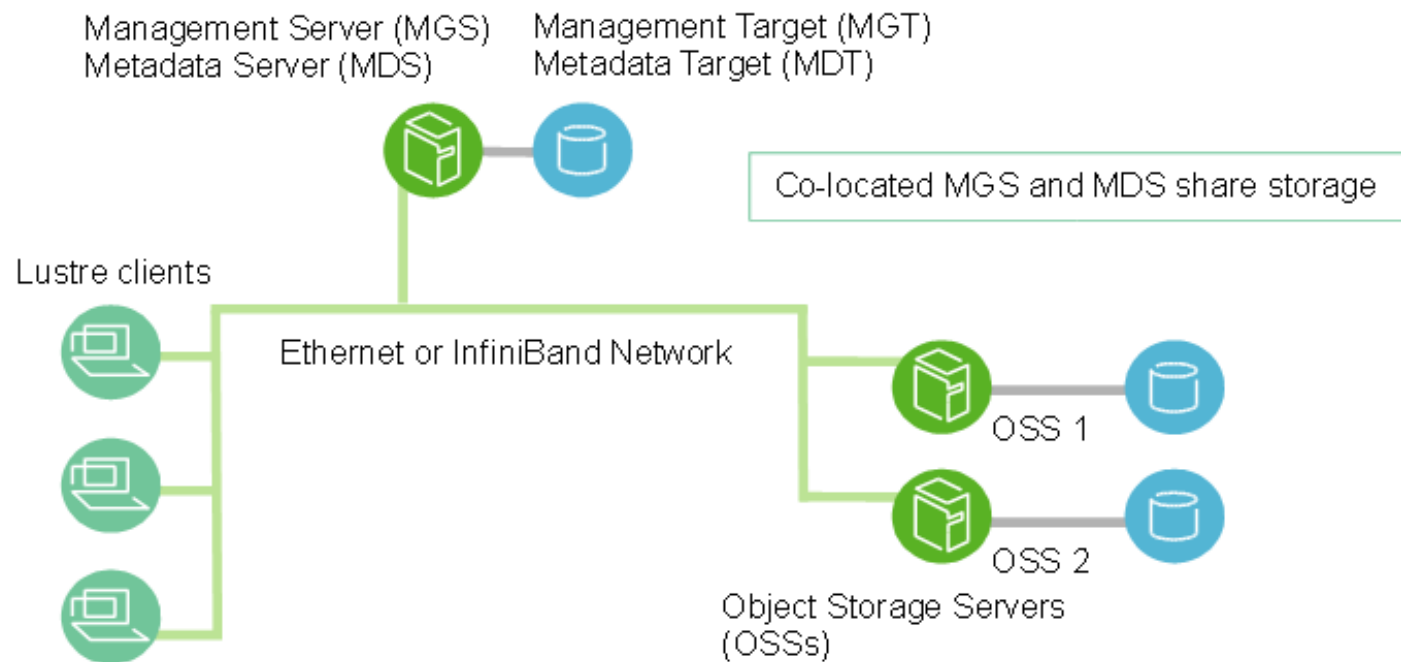 Management Server (MGS)
Metadata Server (MDS)
Management Target (MGT)
Metadata Target (MDT)
Co-located MGS and MDS share storage
Lustre clients
Ethernet or InfiniBand Network
OSS 1
OSS 2
Object Storage Servers
(OSSs)